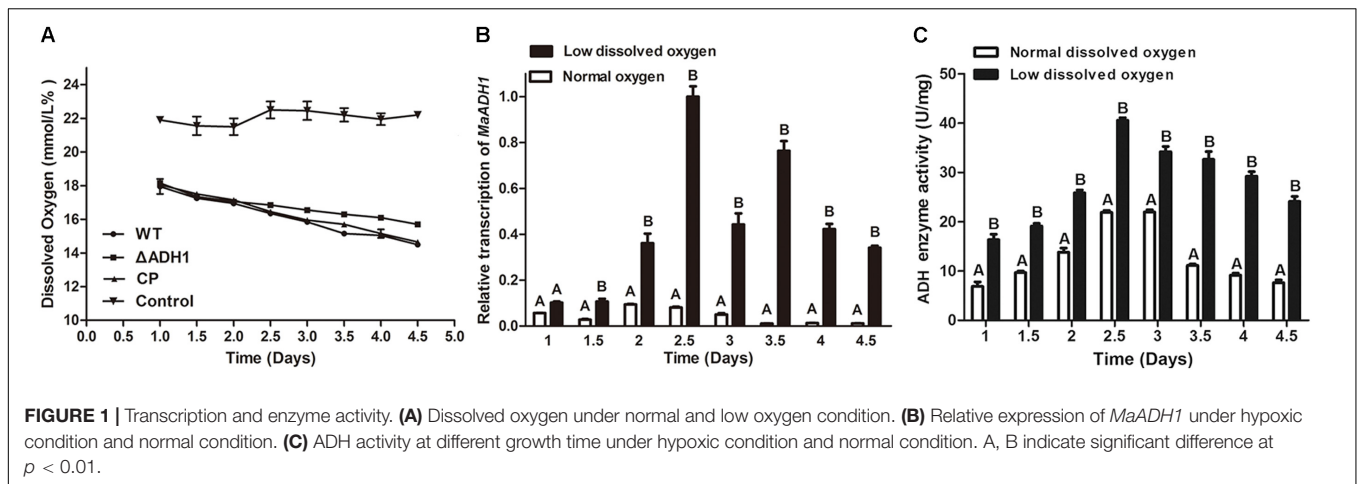 A
Dissolved Oxygen (mmol/L%)
24
22
20
18
16
14
12
10
WT
ΔADH1
CP
Control
0.0 0.5 1.0 1.5 2.0 2.5 3.0 3.5 4.0 4.5 5.0
Time (Days)
B
Low dissolved oxygen
Normal oxygen
Relative transcription of MaADH1
1.0
0.8
0.6
0.4
0.2
0.0
A A A B A B A B A B A B A B A B
1 1.5 2 2.5 3 3.5 4 4.5
Time (Days)
C
Normal dissolved oxygen
Low dissolved oxygen
ADH enzyme activity (U/mg)
50
40
30
20
10
0
A B A B A B A B A B A B A B A B
1 1.5 2 2.5 3 3.5 4 4.5
Time (Days)
FIGURE 1 | Transcription and enzyme activity. (A) Dissolved oxygen under normal and low oxygen condition. (B) Relative expression of MaADH1 under hypoxic
condition and normal condition. (C) ADH activity at different growth time under hypoxic condition and normal condition. A, B indicate significant difference at
p < 0.01.